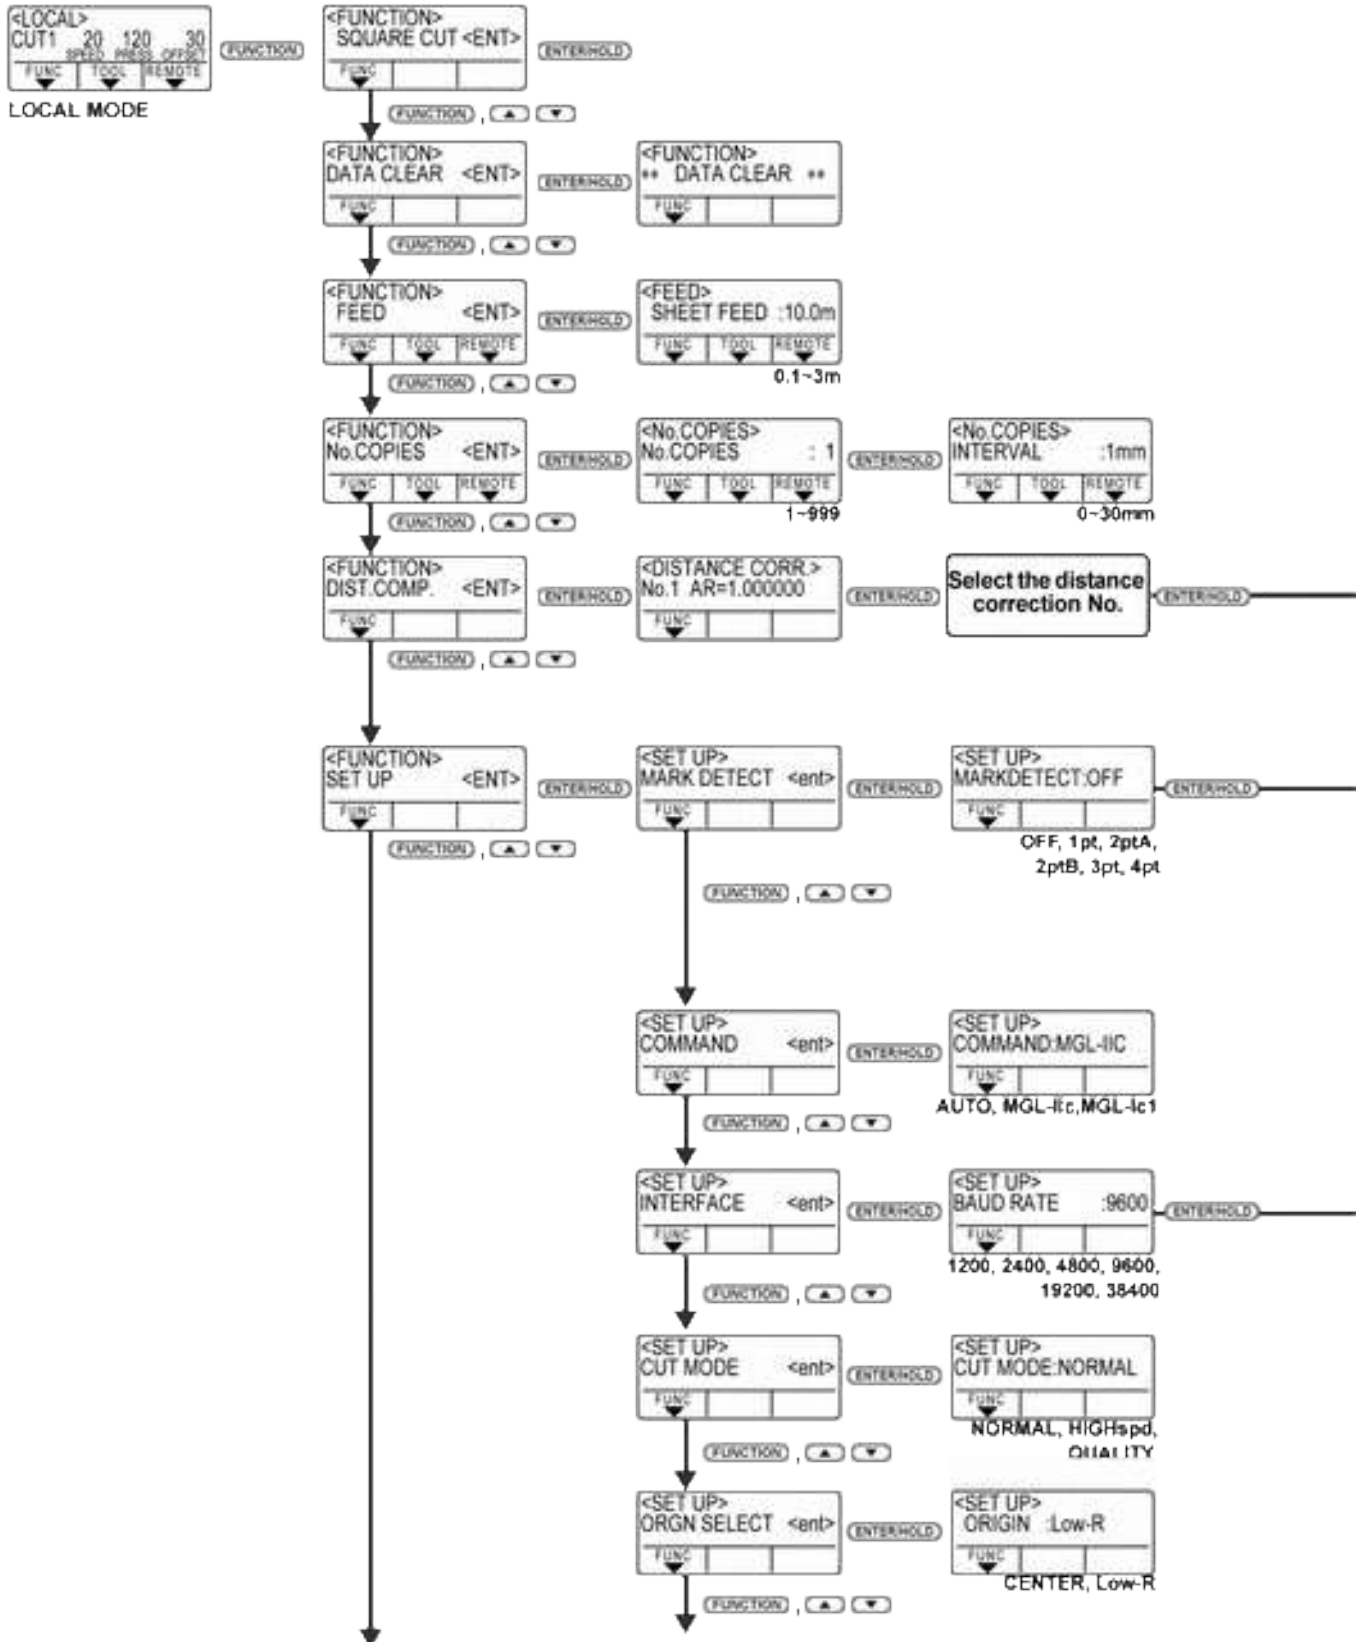 <LOCAL>
CUT1 20 120 30
SPEED PRESS OFFSET
FUNC TOOL REMOTE
LOCAL MODE
FUNCTION
<FUNCTION>
SQUARE CUT <ENT>
FUNC
ENTER/HOLD
FUNCTION , ▲ ▼
<FUNCTION>
DATA CLEAR <ENT>
FUNC
ENTER/HOLD
<FUNCTION>
** DATA CLEAR **
FUNC
FUNCTION , ▲ ▼
<FUNCTION>
FEED <ENT>
FUNC TOOL REMOTE
ENTER/HOLD
<FEED>
SHEET FEED :10.0m
FUNC TOOL REMOTE
0.1~3m
FUNCTION , ▲ ▼
<FUNCTION>
No.COPIES <ENT>
FUNC TOOL REMOTE
ENTER/HOLD
<No.COPIES>
No.COPIES : 1
FUNC TOOL REMOTE
1~999
ENTER/HOLD
<No.COPIES>
INTERVAL :1mm
FUNC TOOL REMOTE
0~30mm
FUNCTION , ▲ ▼
<FUNCTION>
DIST.COMP. <ENT>
FUNC
ENTER/HOLD
<DISTANCE CORR.>
No.1 AR=1.000000
FUNC
ENTER/HOLD
Select the distance
correction No.
ENTER/HOLD
FUNCTION , ▲ ▼
<FUNCTION>
SET UP <ENT>
FUNC
ENTER/HOLD
<SET UP>
MARK DETECT <ent>
FUNC
ENTER/HOLD
<SET UP>
MARKDETECT:OFF
FUNC
OFF, 1pt, 2ptA,
2ptB, 3pt, 4pt
ENTER/HOLD
FUNCTION , ▲ ▼
FUNCTION , ▲ ▼
<SET UP>
COMMAND <ent>
FUNC
ENTER/HOLD
<SET UP>
COMMAND:MGL-IIC
FUNC
AUTO, MGL-IIc,MGL-Ic1
FUNCTION , ▲ ▼
<SET UP>
INTERFACE <ent>
FUNC
ENTER/HOLD
<SET UP>
BAUD RATE :9600
FUNC
1200, 2400, 4800, 9600,
19200, 38400
ENTER/HOLD
FUNCTION , ▲ ▼
<SET UP>
CUT MODE <ent>
FUNC
ENTER/HOLD
<SET UP>
CUT MODE:NORMAL
FUNC
NORMAL, HIGHspd,
QUALITY
FUNCTION , ▲ ▼
<SET UP>
ORGN SELECT <ent>
FUNC
ENTER/HOLD
<SET UP>
ORIGIN :Low-R
FUNC
CENTER, Low-R
FUNCTION , ▲ ▼